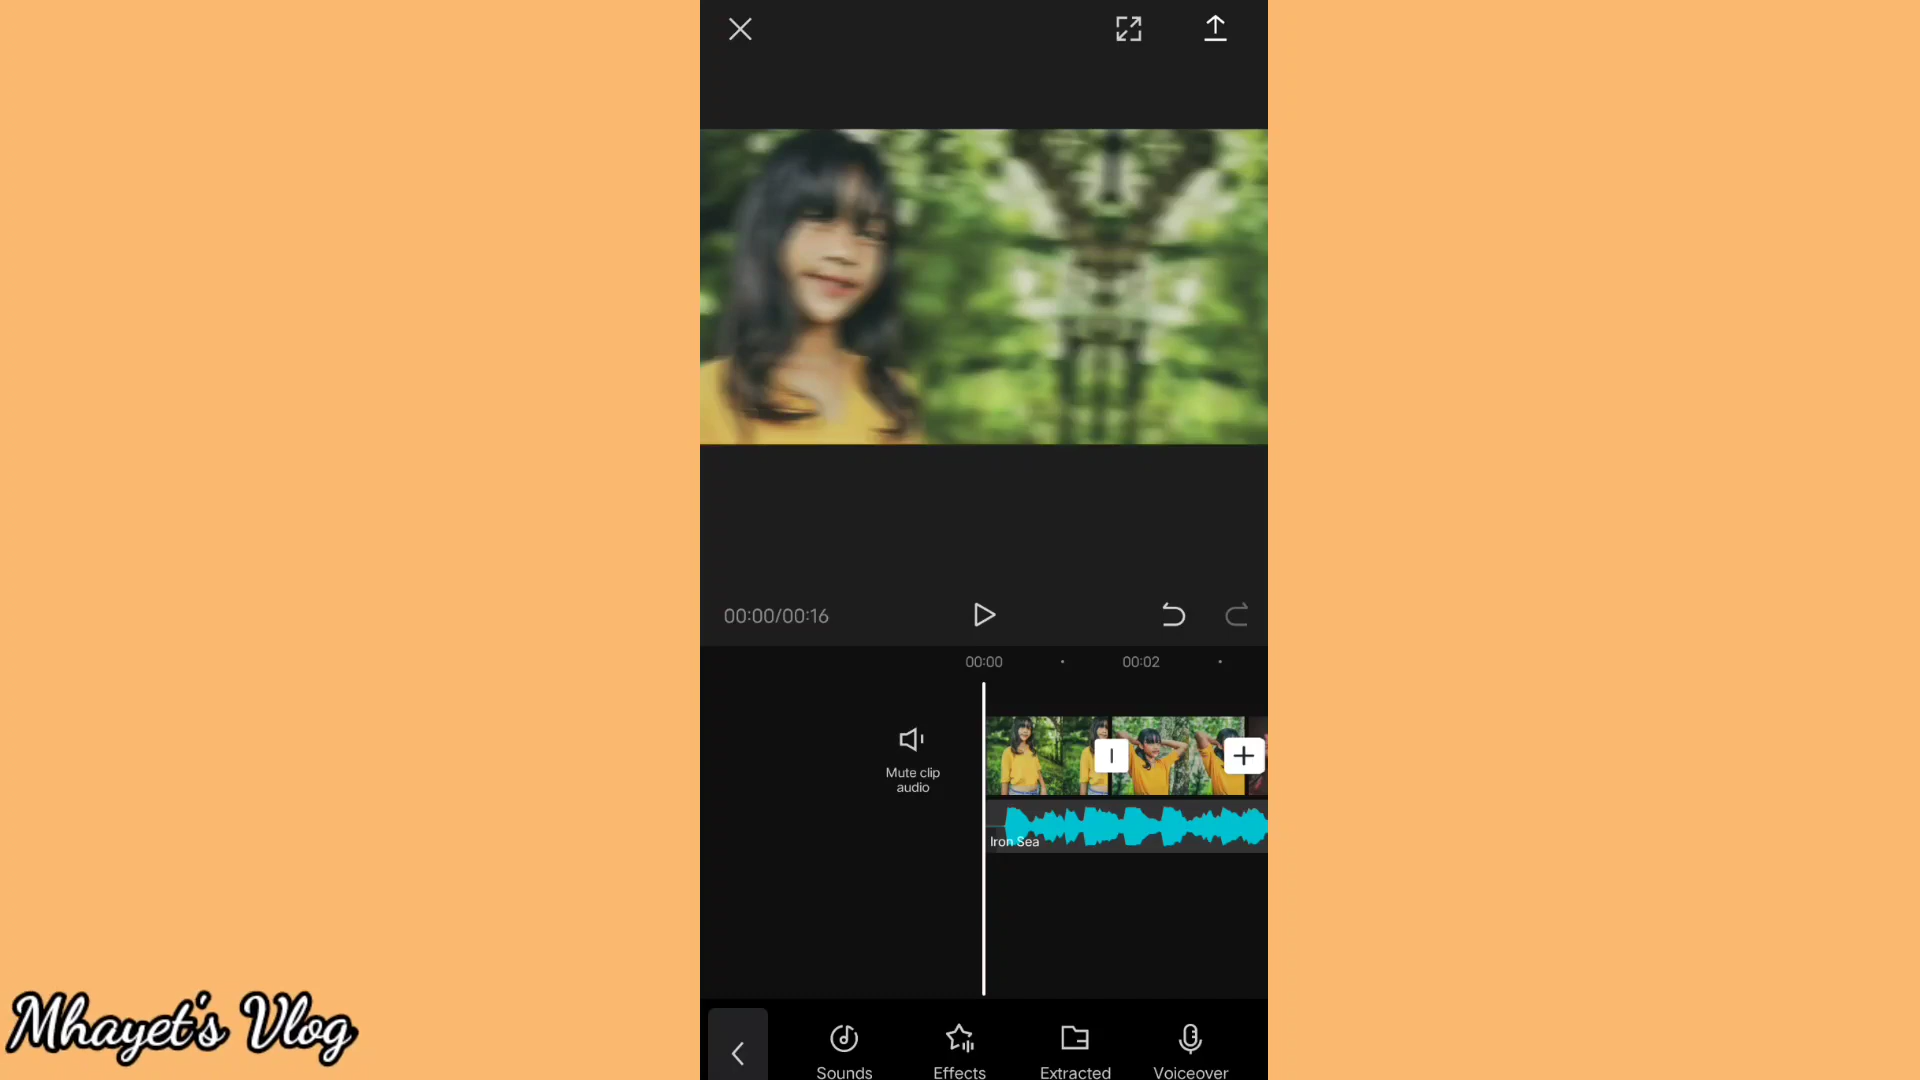 00:00/00:16
00:00
00:02
Mute clip
audio
Iron Sea
Mhayet's Vlog
Sounds
Effects
Extracted
Voiceover